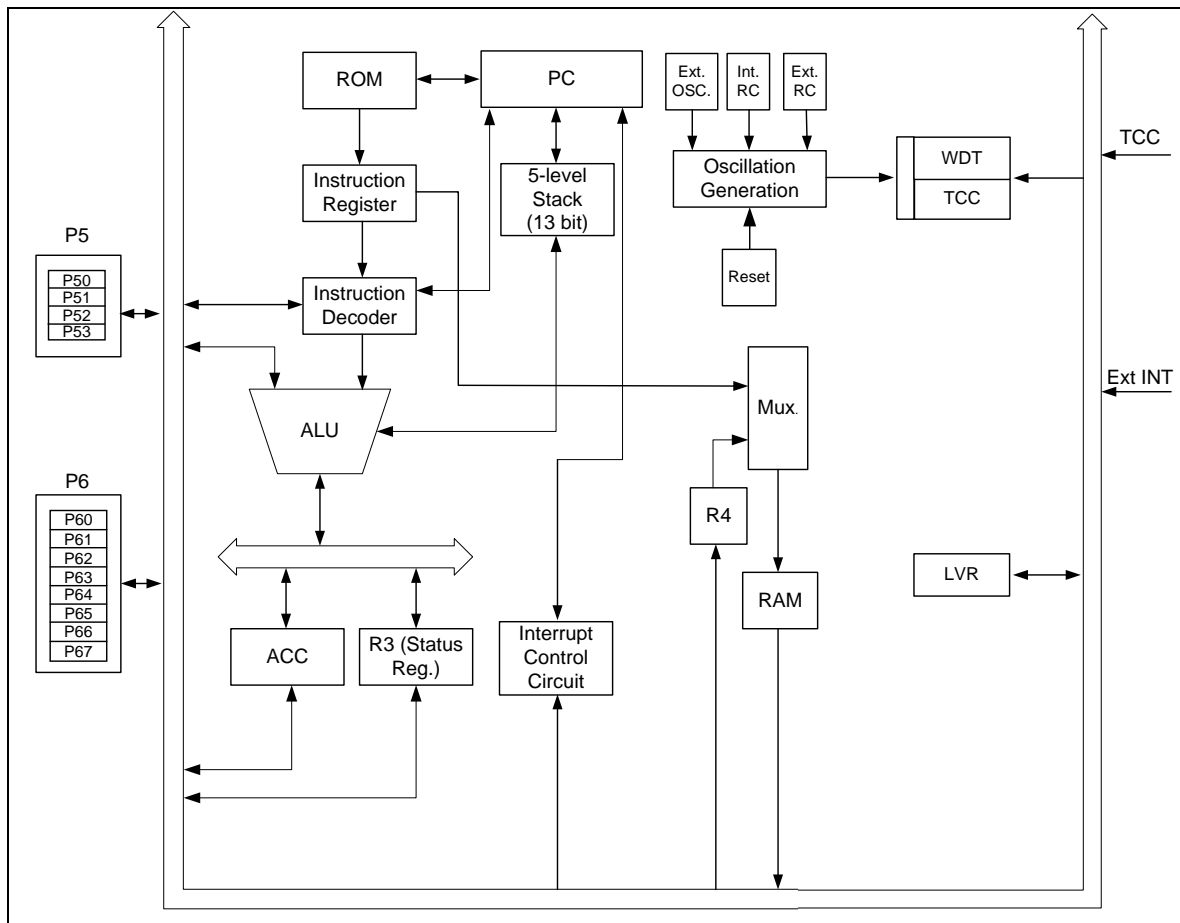 ROM
PC
Ext.
OSC.
Int.
RC
Ext.
RC
TCC
WDT
TCC
Oscillation
Generation
Instruction
Register
5-level
Stack
(13 bit)
P5
P50
P51
P52
P53
Reset
Instruction
Decoder
Ext INT
Mux.
ALU
P6
P60
P61
P62
P63
P64
P65
P66
P67
R4
LVR
RAM
ACC
R3 (Status
Reg.)
Interrupt
Control
Circuit